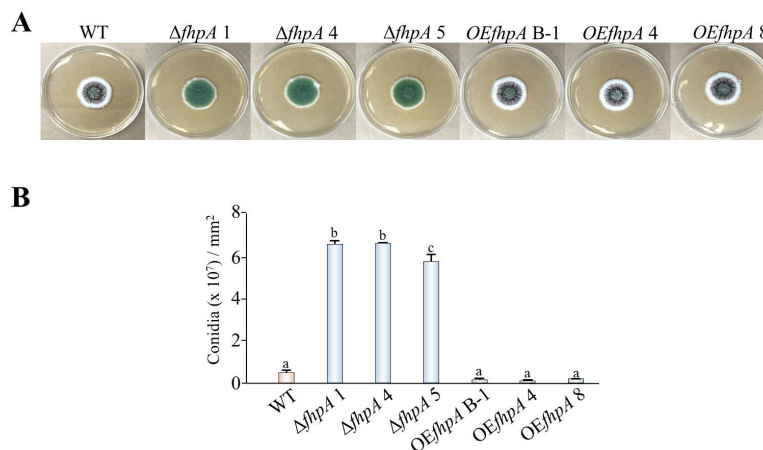 A
WT ΔfhpA 1 ΔfhpA 4 ΔfhpA 5 OEfhpA B-1 OEfhpA 4 OEfhpA 8
B
Conidia (x 10⁷) / mm²
8
6
4
2
0
a b b c a a a
WT ΔfhpA 1 ΔfhpA 4 ΔfhpA 5 OEfhpA B-1 OEfhpA 4 OEfhpA 8